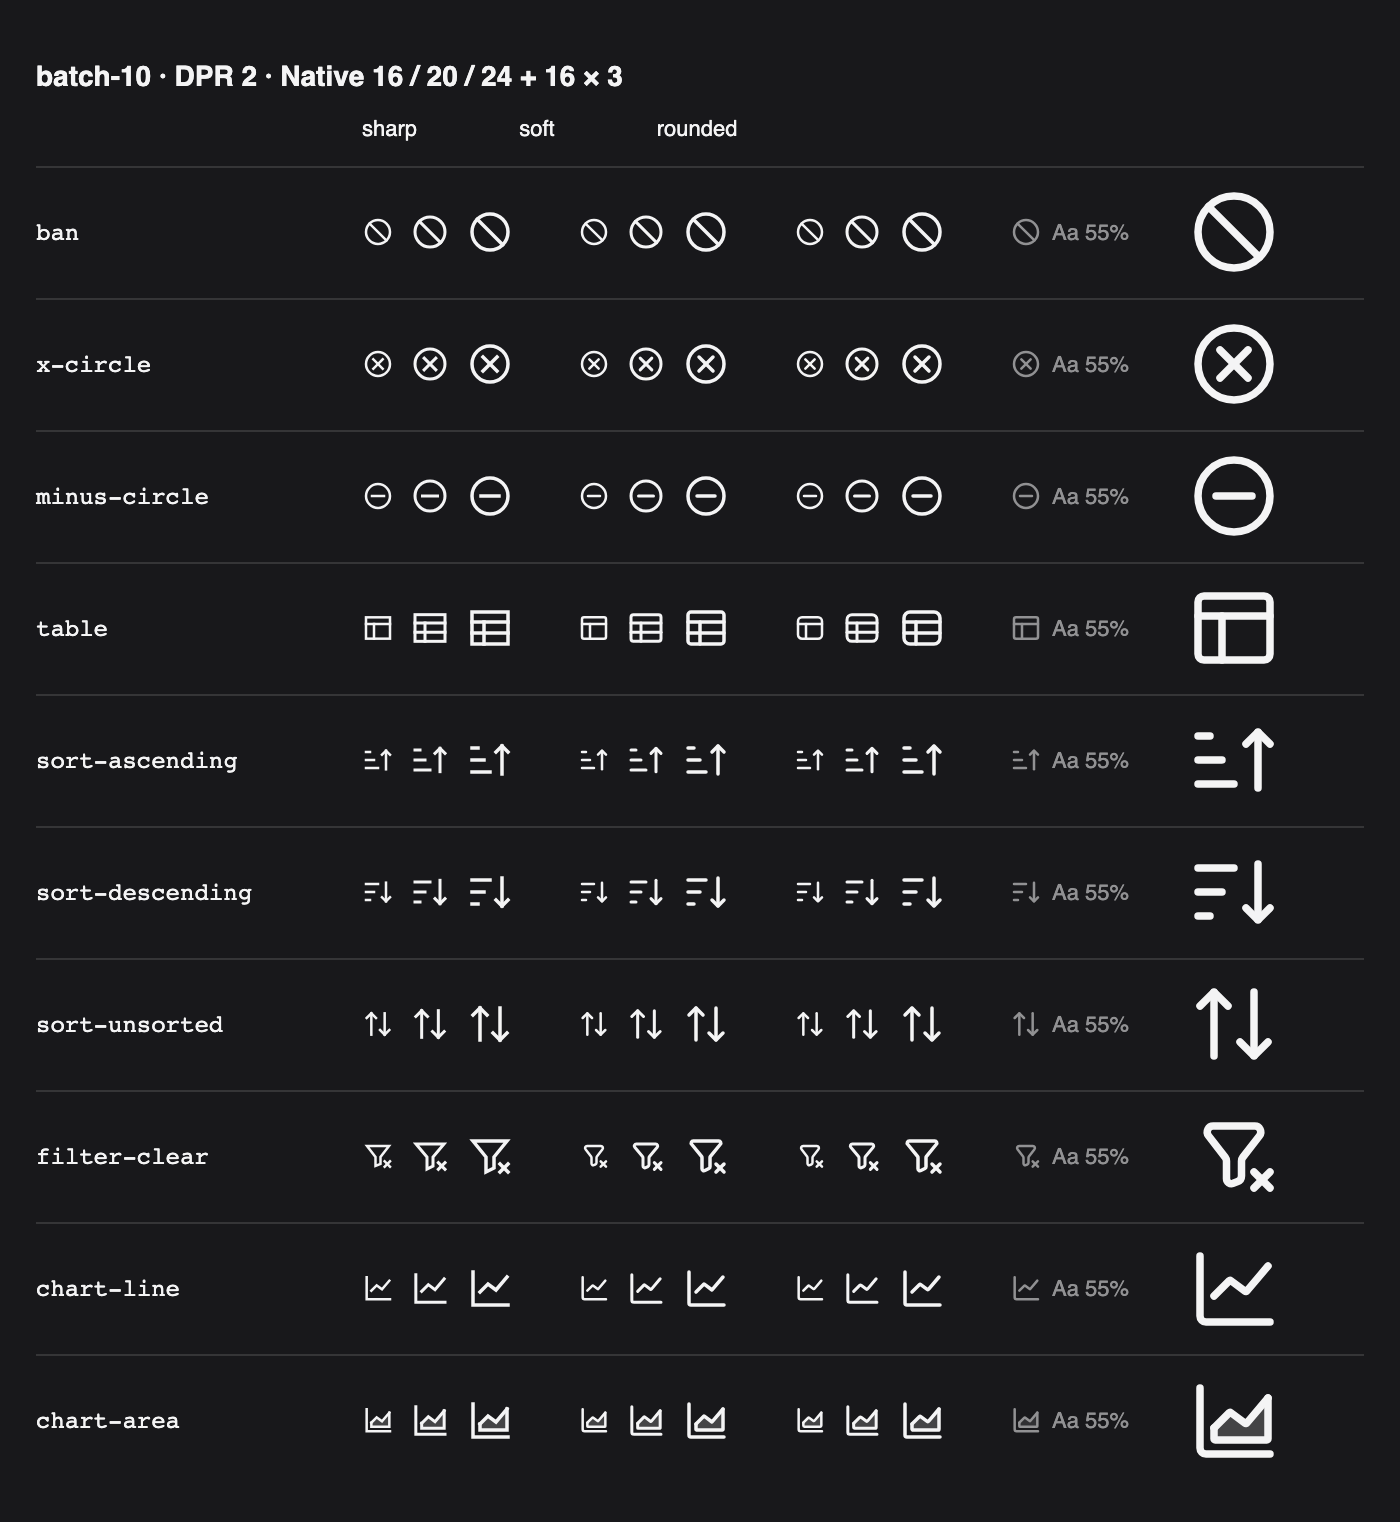 batch-10 · DPR 2 · Native 16 / 20 / 24 + 16 × 3
sharp soft rounded
ban Aa 55%
x-circle Aa 55%
minus-circle Aa 55%
table Aa 55%
sort-ascending Aa 55%
sort-descending Aa 55%
sort-unsorted Aa 55%
filter-clear Aa 55%
chart-line Aa 55%
chart-area Aa 55%